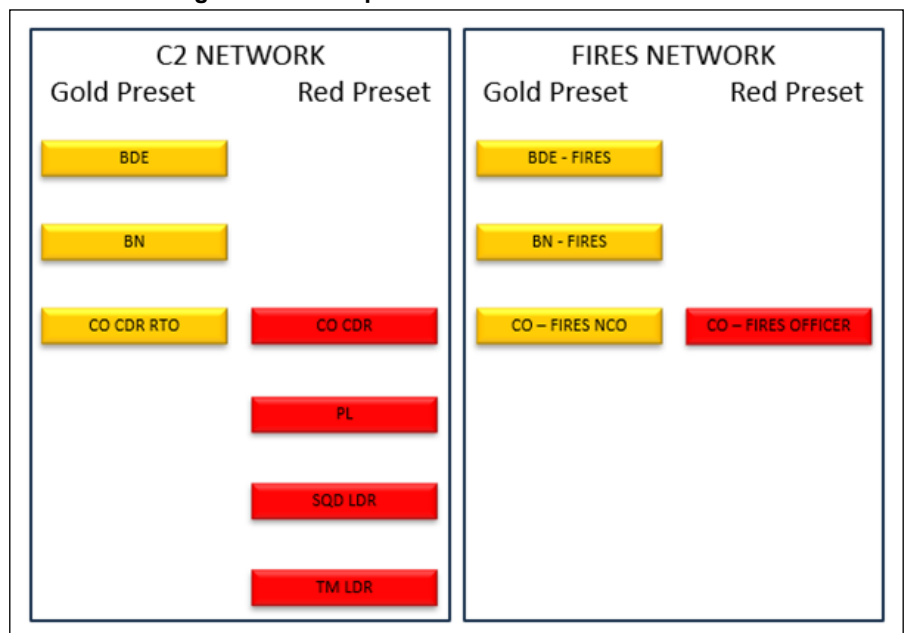 C2 NETWORK
Gold Preset Red Preset
BDE
BN
CO CDR RTO CO CDR
PL
SQD LDR
TM LDR
FIRES NETWORK
Gold Preset Red Preset
BDE - FIRES
BN - FIRES
CO – FIRES NCO CO – FIRES OFFICER